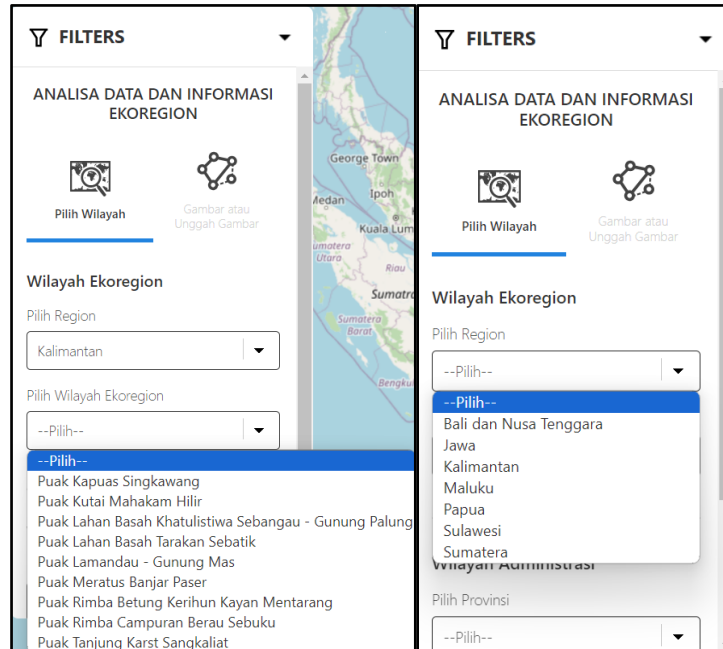 FILTERS
ANALISA DATA DAN INFORMASI
EKOREGION
Pilih Wilayah
Gambar atau
Unggah Gambar
Wilayah Ekoregion
Pilih Region
Kalimantan
Pilih Wilayah Ekoregion
--Pilih--
--Pilih--
Puak Kapuas Singkawang
Puak Kutai Mahakam Hilir
Puak Lahan Basah Khatulistiwa Sebangau - Gunung Palung
Puak Lahan Basah Tarakan Sebatik
Puak Lamandau - Gunung Mas
Puak Meratus Banjar Paser
Puak Rimba Betung Kerihun Kayan Mentarang
Puak Rimba Campuran Berau Sebuku
Puak Tanjung Karst Sangkaliat
George Town
Medan
Ipoh
Kuala Lum
umatera
Utara
Riau
Sumatra
Sumatera
Barat
Bengku
FILTERS
ANALISA DATA DAN INFORMASI
EKOREGION
Pilih Wilayah
Gambar atau
Unggah Gambar
Wilayah Ekoregion
Pilih Region
--Pilih--
--Pilih--
Bali dan Nusa Tenggara
Jawa
Kalimantan
Maluku
Papua
Sulawesi
Sumatera
Wilayah Administrasi
Pilih Provinsi
--Pilih--